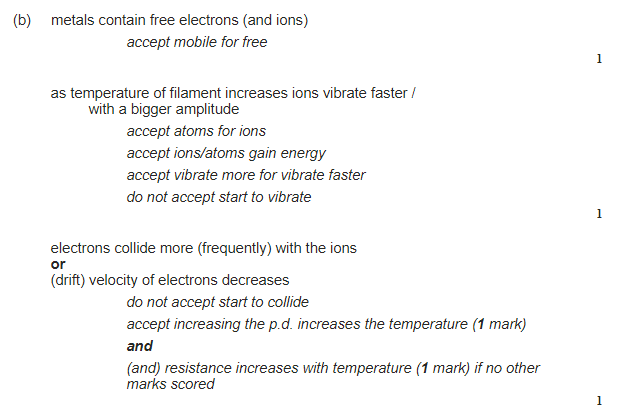 (b) metals contain free electrons (and ions)
accept mobile for free
1
as temperature of filament increases ions vibrate faster /
with a bigger amplitude
accept atoms for ions
accept ions/atoms gain energy
accept vibrate more for vibrate faster
do not accept start to vibrate
1
electrons collide more (frequently) with the ions
or
(drift) velocity of electrons decreases
do not accept start to collide
accept increasing the p.d. increases the temperature (1 mark)
and
(and) resistance increases with temperature (1 mark) if no other
marks scored
1